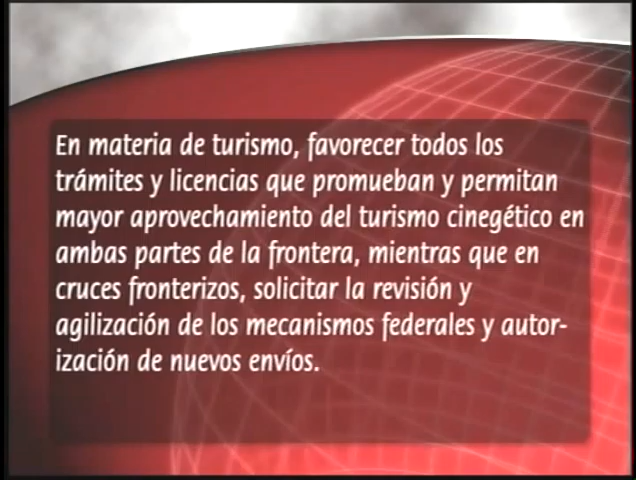 En materia de turismo, favorecer todos los
trámites y licencias que promueban y permitan
mayor aprovechamiento del turismo cinegético en
ambas partes de la frontera, mientras que en
cruces fronterizos, solicitar la revisión y
agilización de los mecanismos federales y autor-
ización de nuevos envíos.